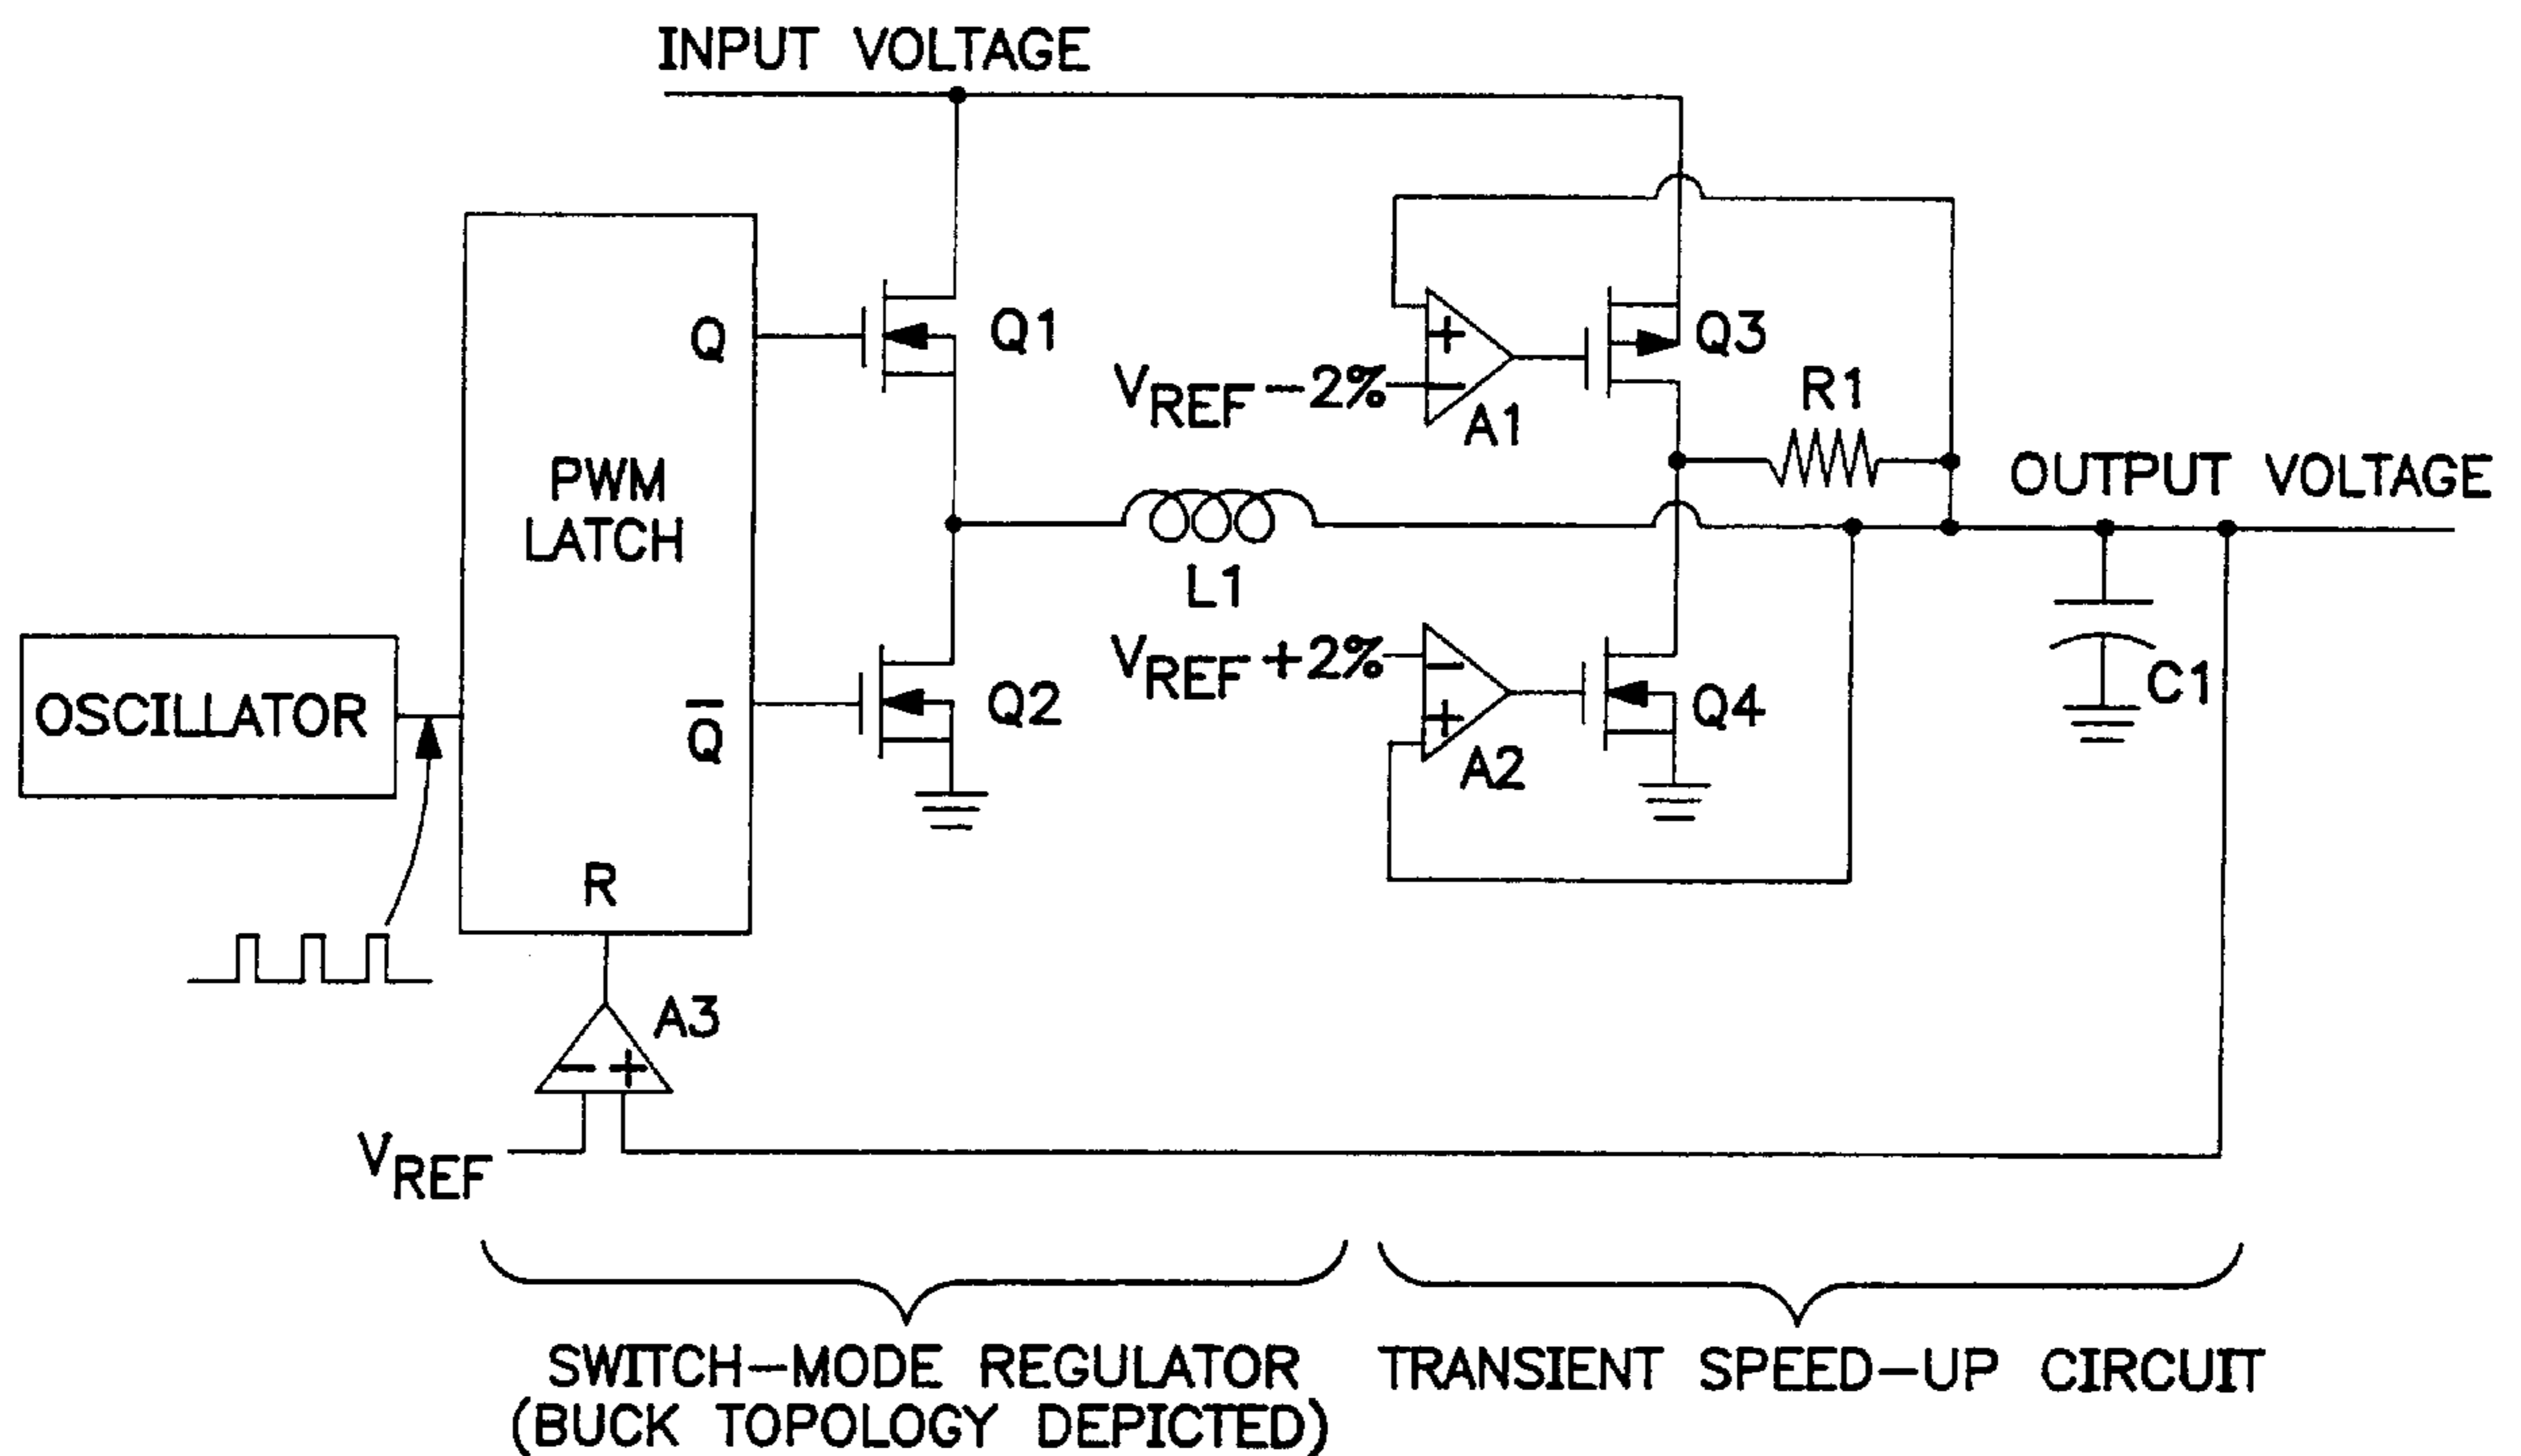 INPUT VOLTAGE
Q
Q1
+
Q3
VREF-2%
−
A1
R1
PWM
LATCH
OUTPUT VOLTAGE
L1
VREF+2%
−
+
A2
Q4
C1
OSCILLATOR
Q̅
Q2
R
A3
− +
VREF
SWITCH-MODE REGULATOR
(BUCK TOPOLOGY DEPICTED)
TRANSIENT SPEED-UP CIRCUIT